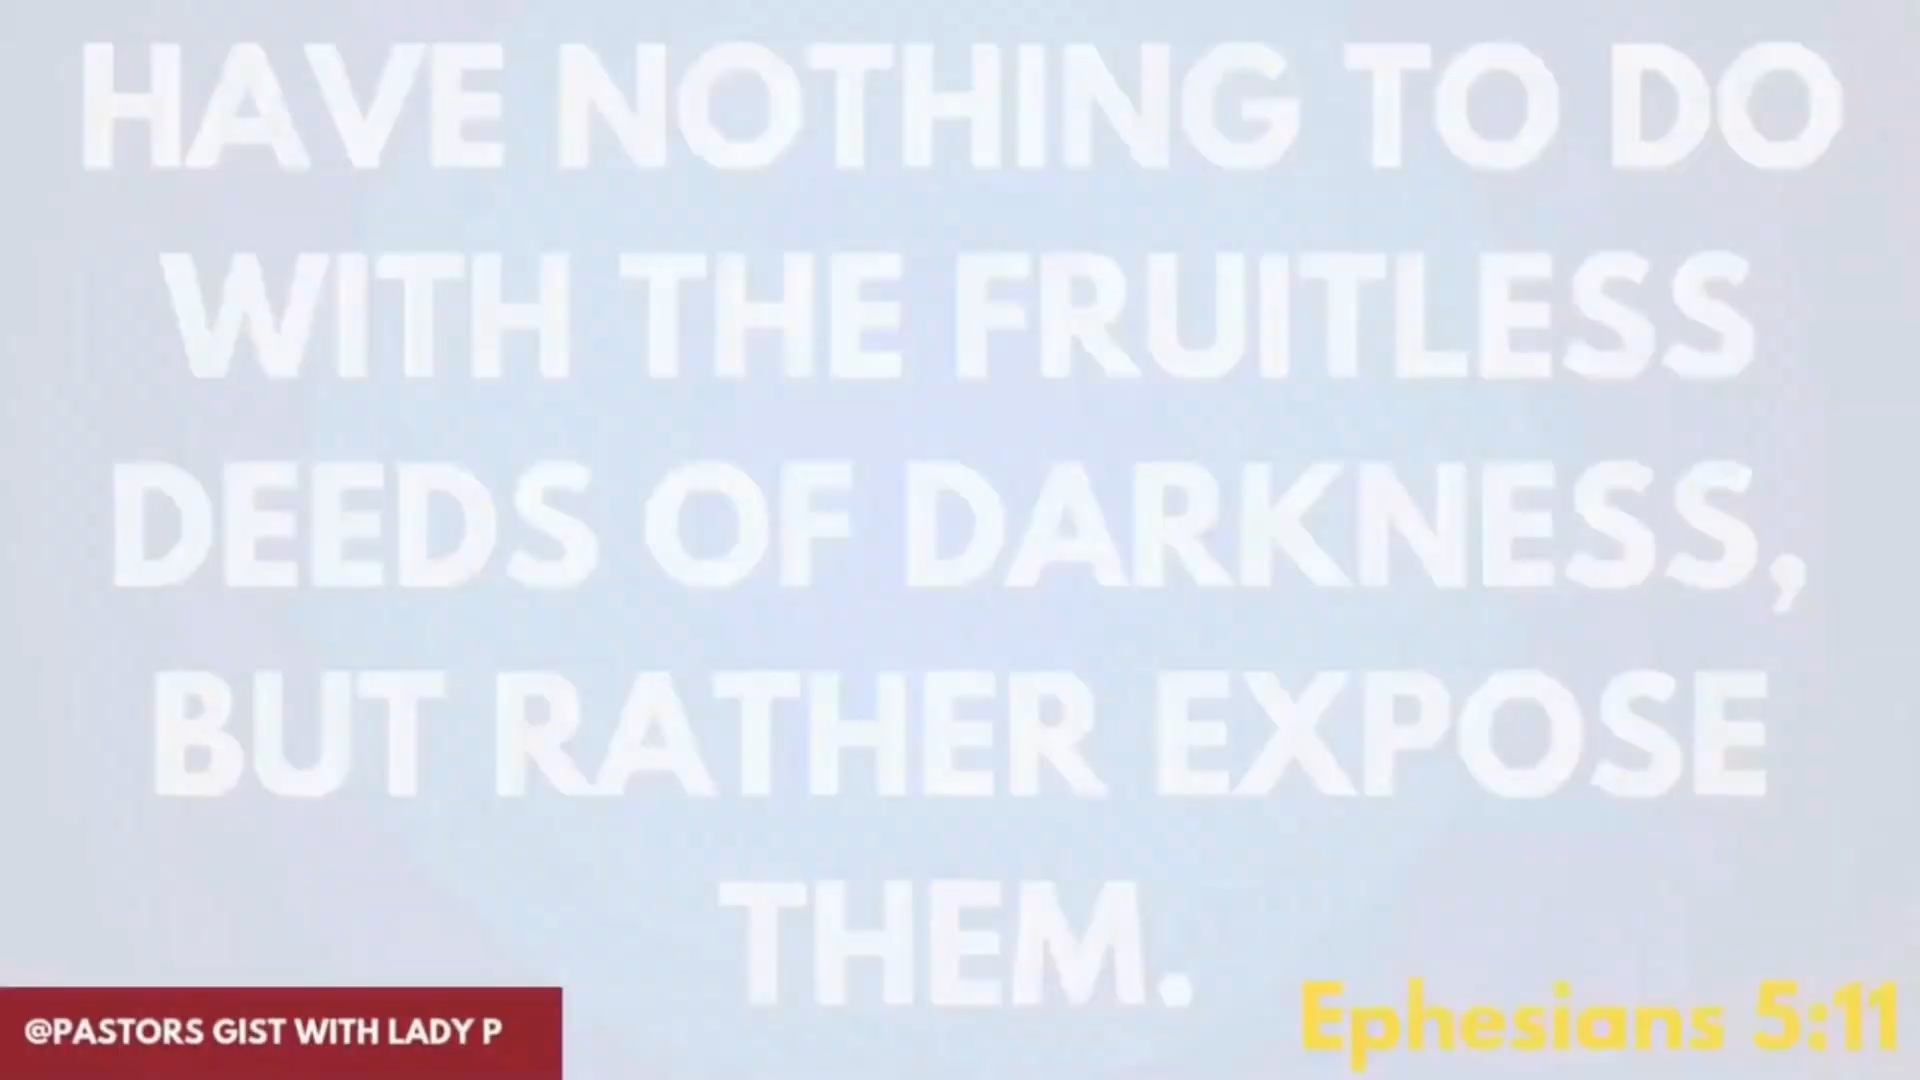 HAVE NOTHING TO DO
WITH THE FRUITLESS
DEEDS OF DARKNESS,
BUT RATHER EXPOSE
THEM.
Ephesians 5:11
@PASTORS GIST WITH LADY P